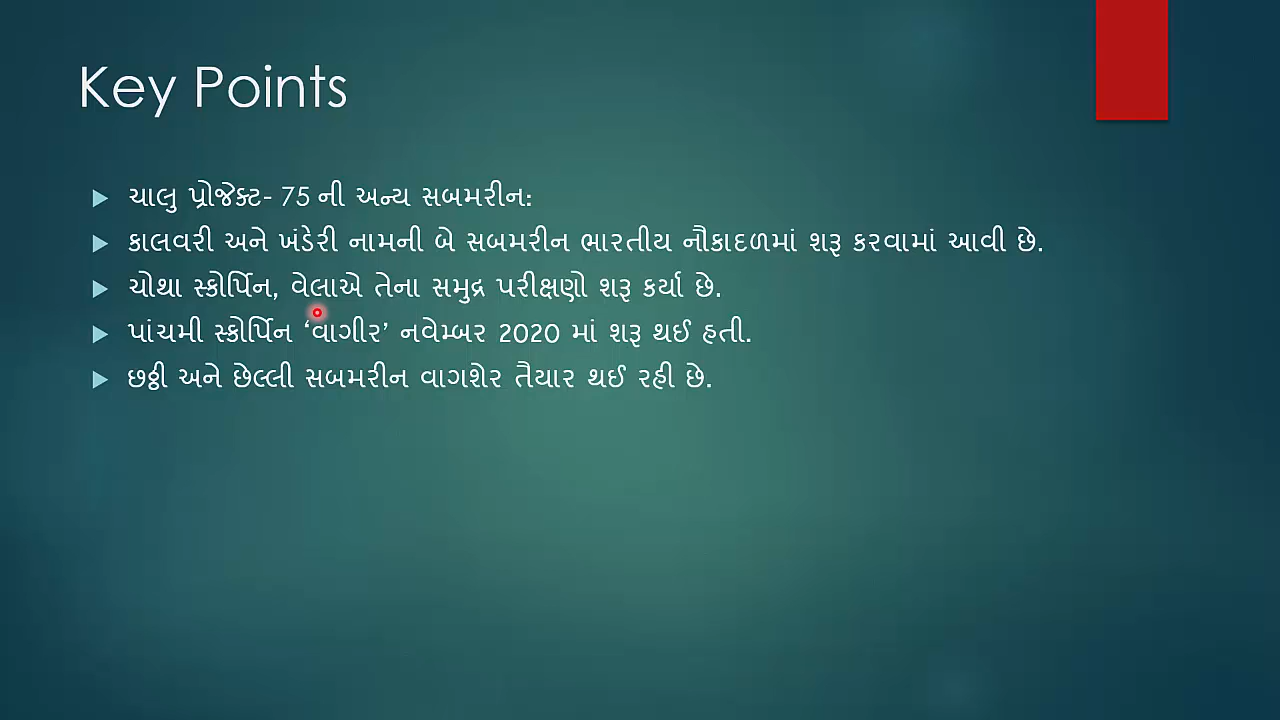 Key Points
ચાલુ પ્રોજેક્ટ- 75 ની અન્ય સબમરીન:
કાલવરી અને ખંડેરી નામની બે સબમરીન ભારતીય નૌકાદળમાં શરૂ કરવામાં આવી છે.
ચોથા સ્કોર્પિન, વેલાએ તેના સમુદ્ર પરીક્ષણો શરૂ કર્યા છે.
પાંચમી સ્કોર્પિન ‘વાગીર’ નવેમ્બર 2020 માં શરૂ થઈ હતી.
છઠ્ઠી અને છેલ્લી સબમરીન વાગશેર તૈયાર થઈ રહી છે.